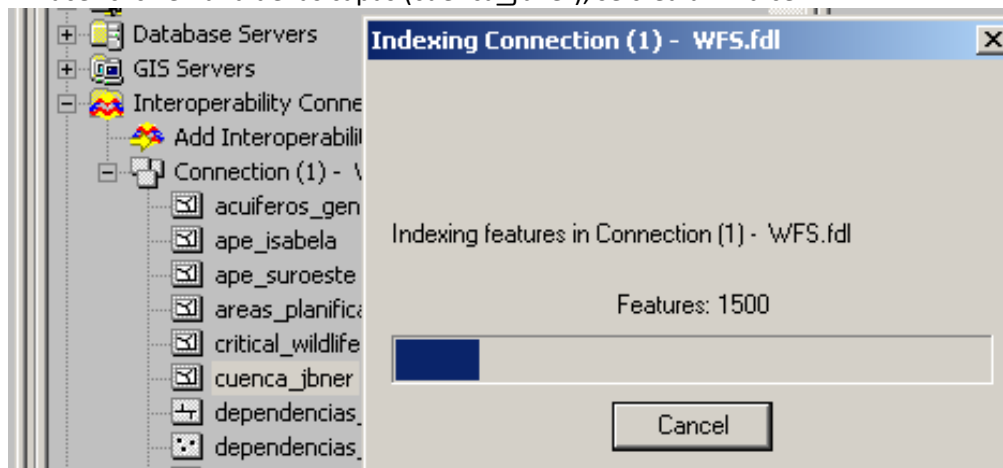 Database Servers
GIS Servers
Interoperability Conne
Add Interoperabili
Connection (1) -
acuiferos_gen
ape_isabela
ape_suroeste
areas_planific
critical_wildlife
cuenca_jbner
dependencias_
dependencias_
Indexing Connection (1) - WFS.fdl
Indexing features in Connection (1) - WFS.fdl
Features: 1500
Cancel